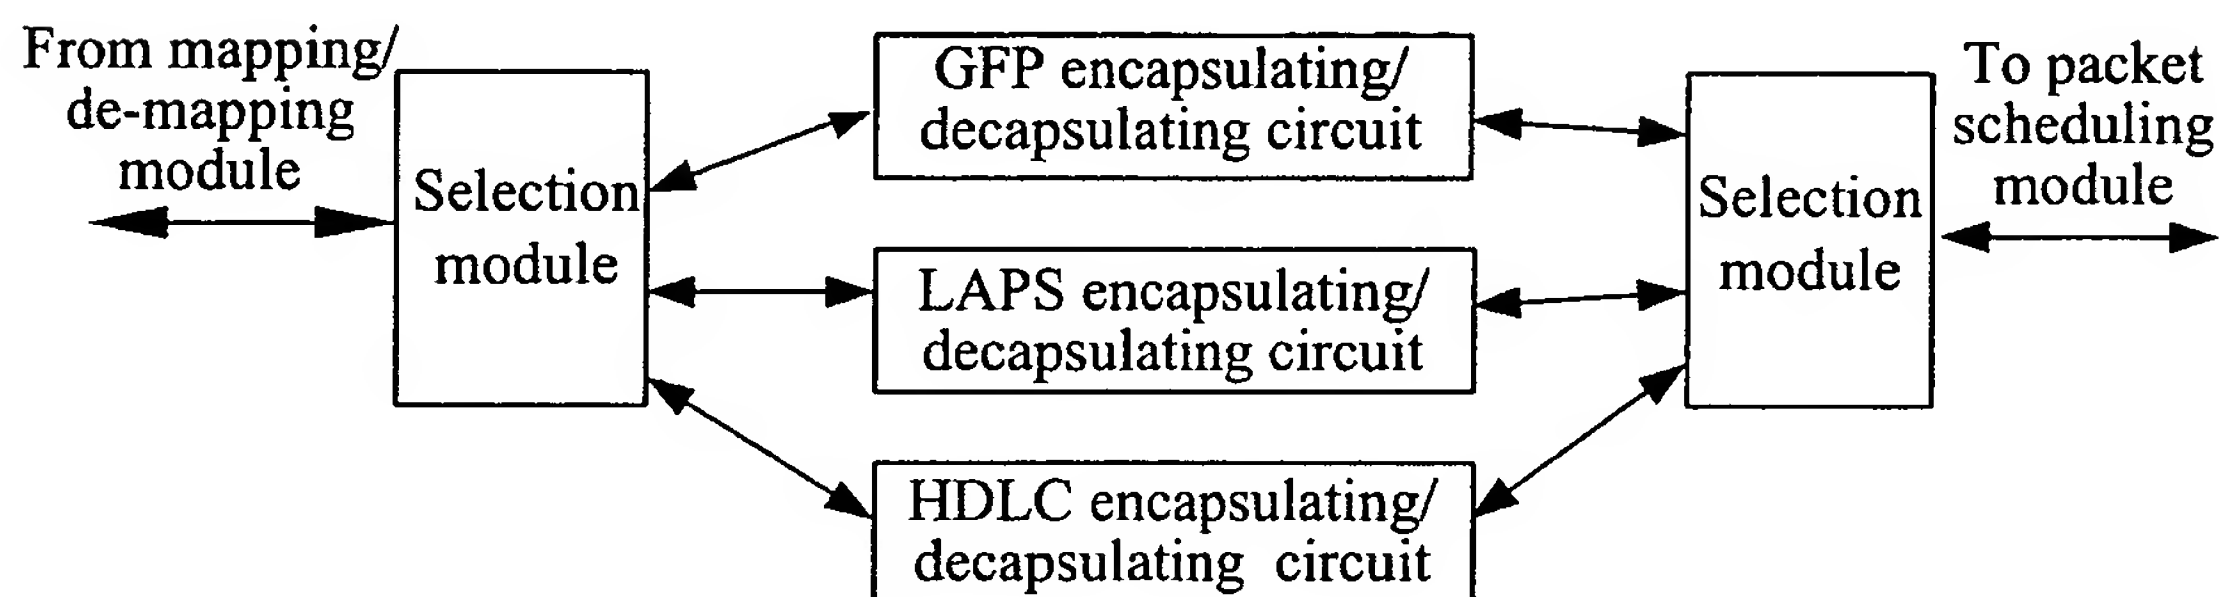 From mapping/
de-mapping
module
Selection
module
GFP encapsulating/
decapsulating circuit
LAPS encapsulating/
decapsulating circuit
HDLC encapsulating/
decapsulating circuit
Selection
module
To packet
scheduling
module